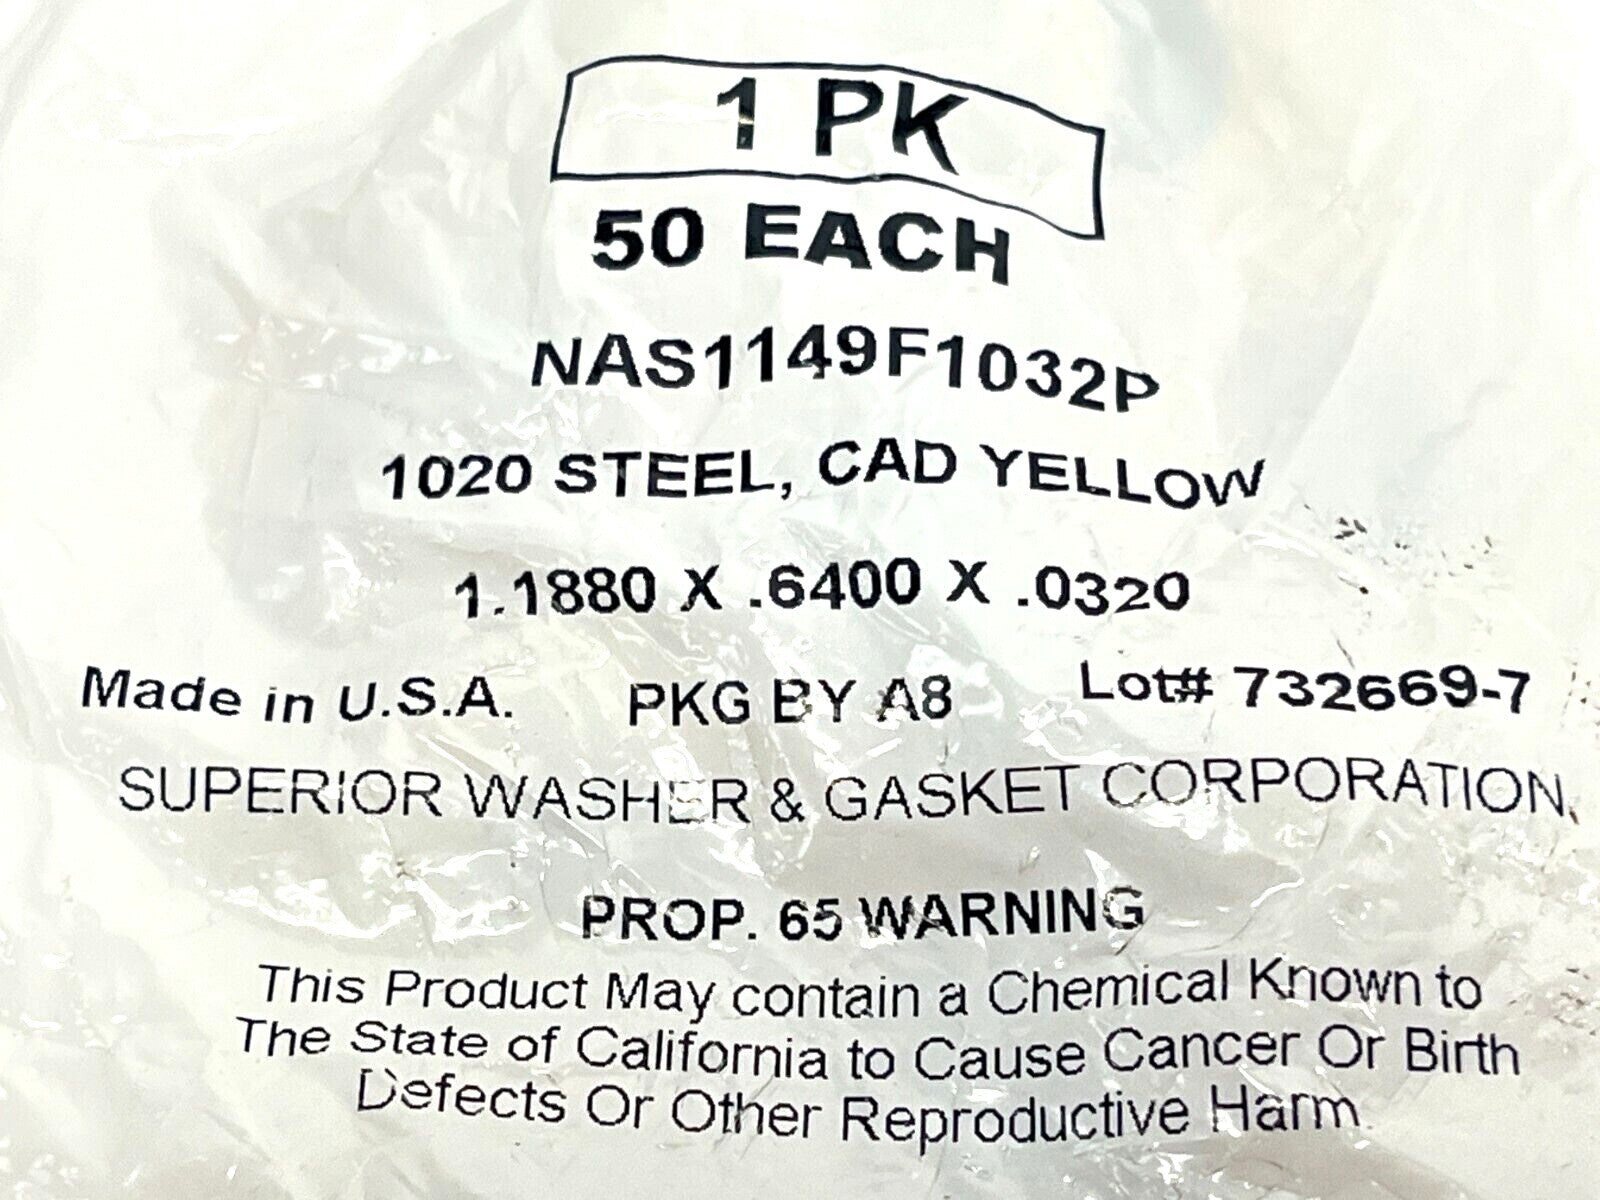 1 PK
50 EACH
NAS1149F1032P
1020 STEEL, CAD YELLOW
1.1880 X .6400 X .0320
Made in U.S.A. PKG BY A8 Lot# 732669-7
SUPERIOR WASHER & GASKET CORPORATION,
PROP. 65 WARNING
This Product May contain a Chemical Known to
The State of California to Cause Cancer Or Birth
Defects Or Other Reproductive Harm.